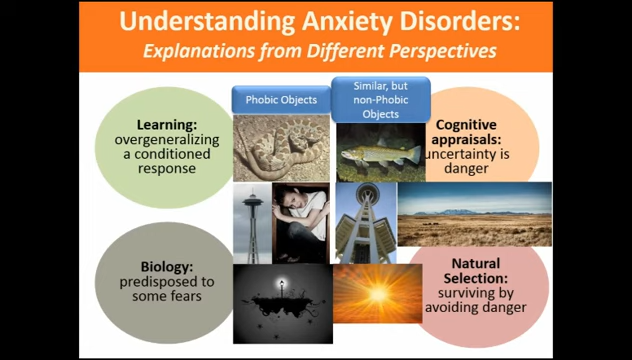 Understanding Anxiety Disorders:
Explanations from Different Perspectives
Phobic Objects
Similar, but
non-Phobic
Objects
Learning:
overgeneralizing
a conditioned
response
Cognitive
appraisals:
uncertainty is
danger
Biology:
predisposed to
some fears
Natural
Selection:
surviving by
avoiding danger